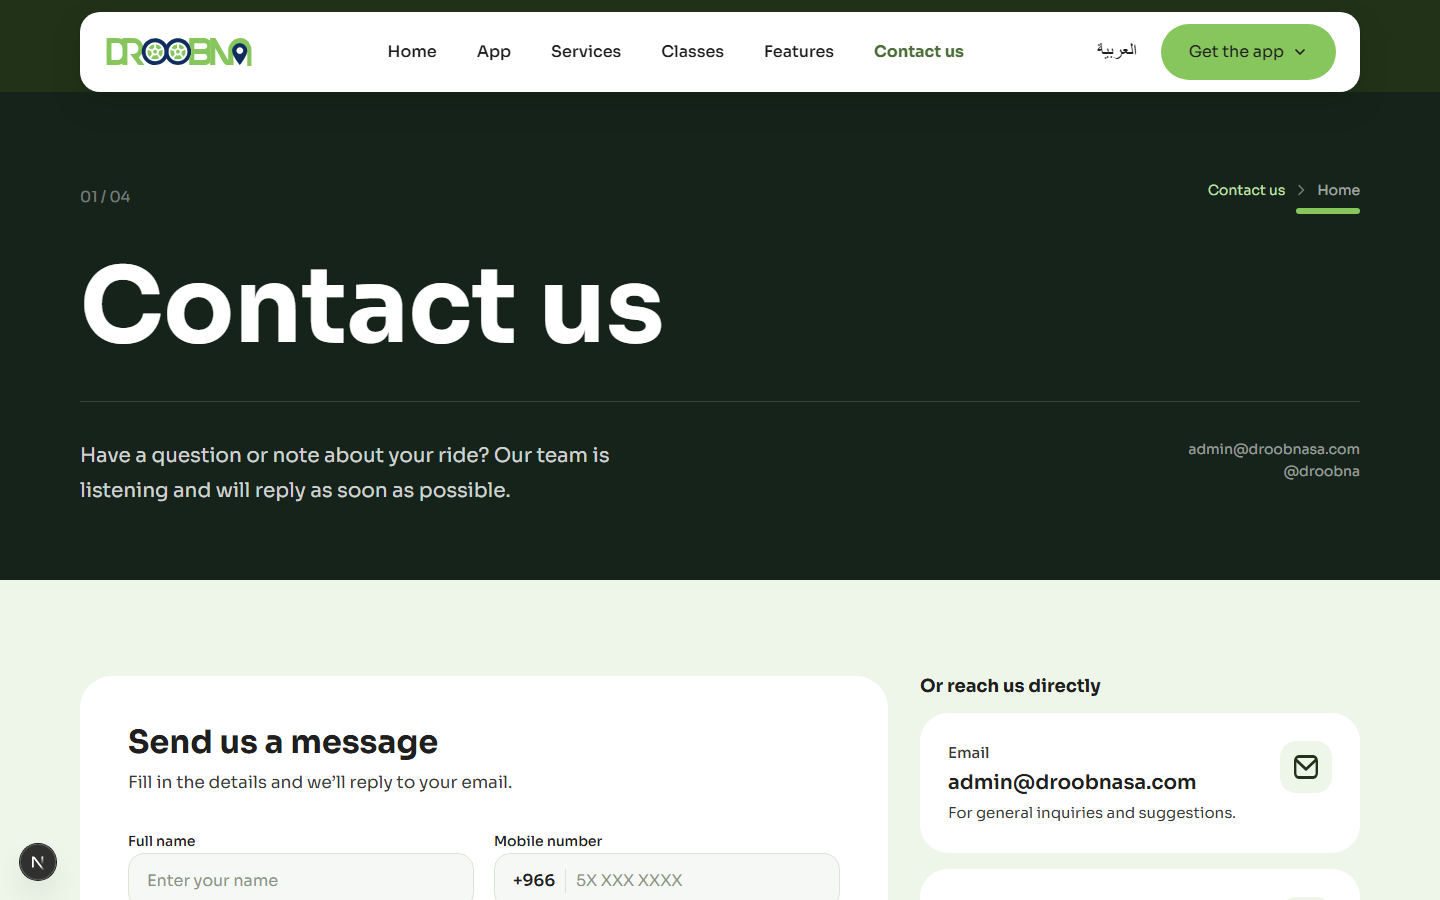 DROOBNA
Home
App
Services
Classes
Features
Contact us
العربية
Get the app
01 / 04
Contact us > Home
Contact us
Have a question or note about your ride? Our team is
listening and will reply as soon as possible.
admin@droobnasa.com
@droobna
Send us a message
Fill in the details and we’ll reply to your email.
Full name
Enter your name
Mobile number
+966
5X XXX XXXX
Or reach us directly
Email
admin@droobnasa.com
For general inquiries and suggestions.
N